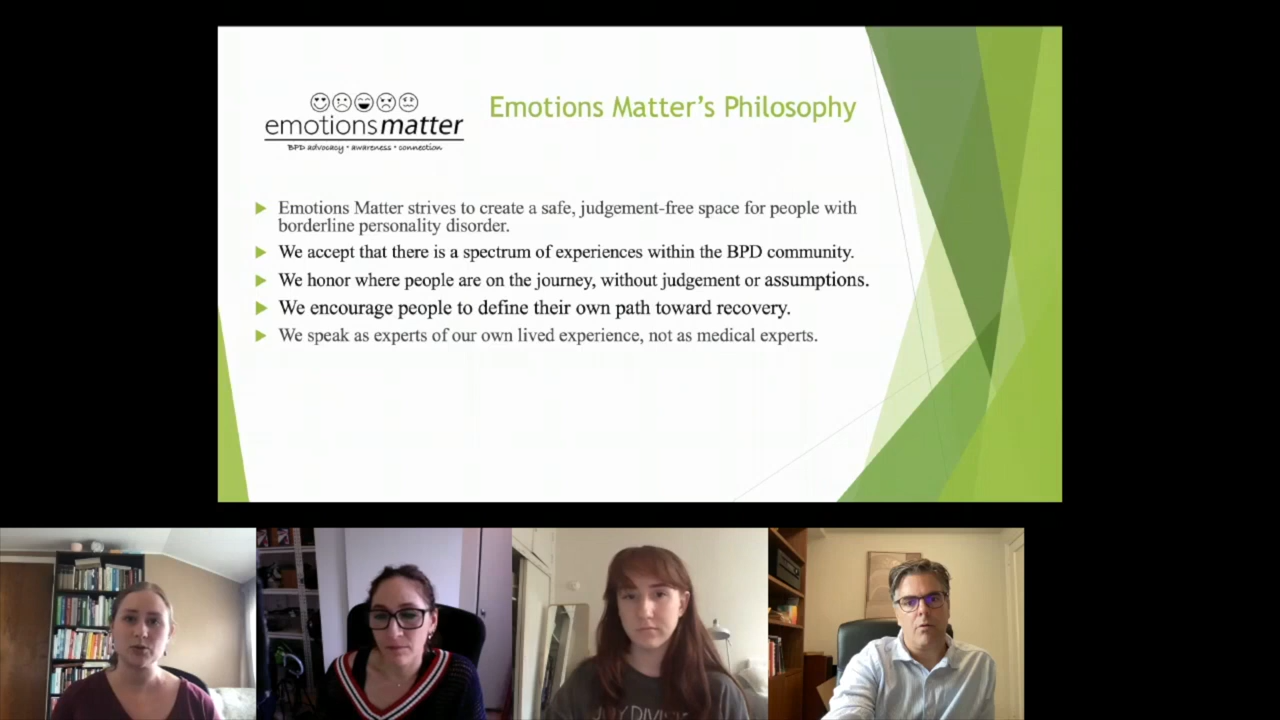 emotionsmatter
BPD advocacy • awareness • connection
Emotions Matter's Philosophy
Emotions Matter strives to create a safe, judgement-free space for people with
borderline personality disorder.
We accept that there is a spectrum of experiences within the BPD community.
We honor where people are on the journey, without judgement or assumptions.
We encourage people to define their own path toward recovery.
We speak as experts of our own lived experience, not as medical experts.